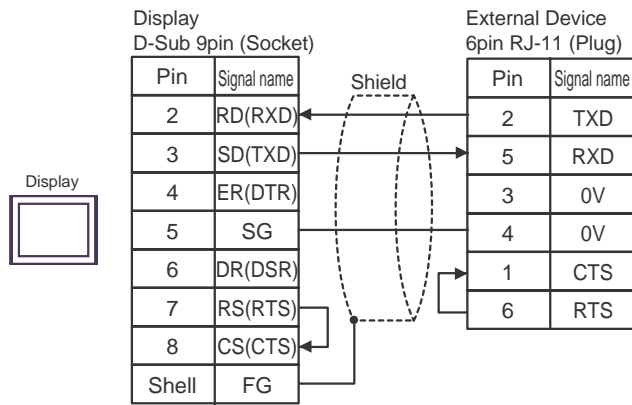 Display
D-Sub 9pin (Socket)
External Device
6pin RJ-11 (Plug)
Pin Signal name
Shield
Pin Signal name
2 RD(RXD)
2 TXD
3 SD(TXD)
5 RXD
Display
4 ER(DTR)
3 0V
5 SG
4 0V
6 DR(DSR)
1 CTS
7 RS(RTS)
6 RTS
8 CS(CTS)
Shell FG